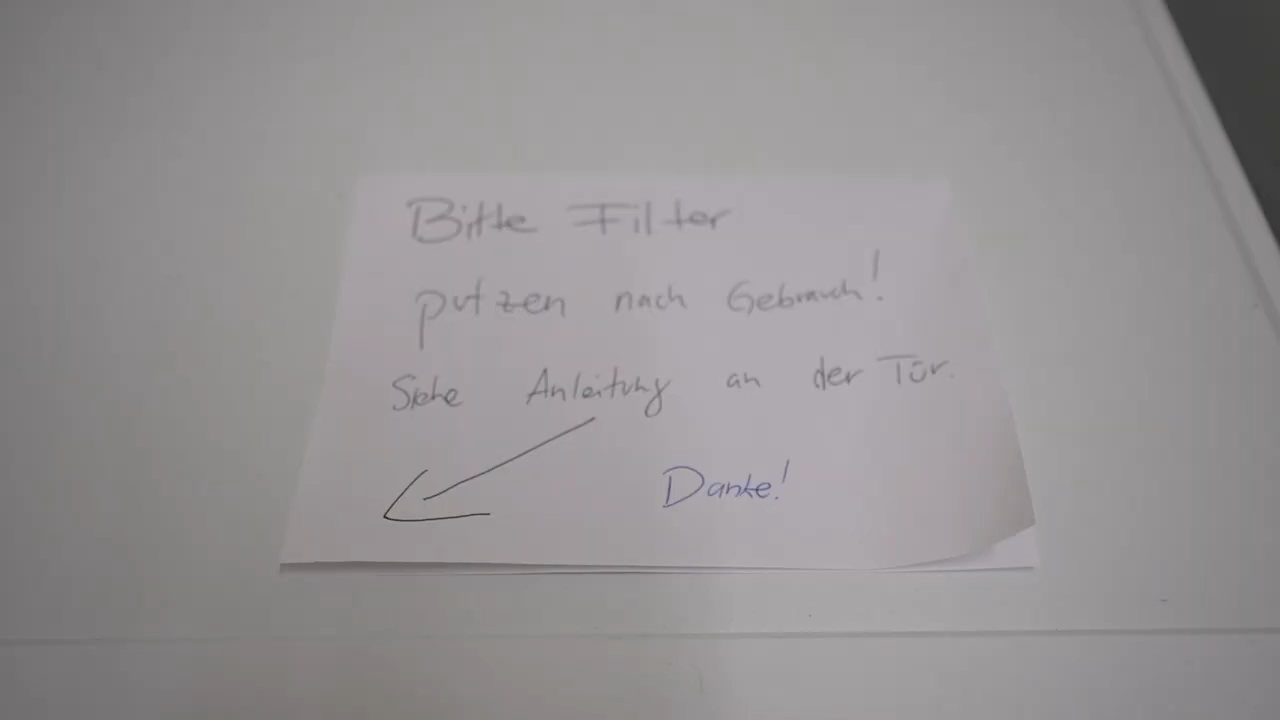 Bitte Filter
putzen nach Gebrauch!
Siehe Anleitung an der Tür.
Danke!